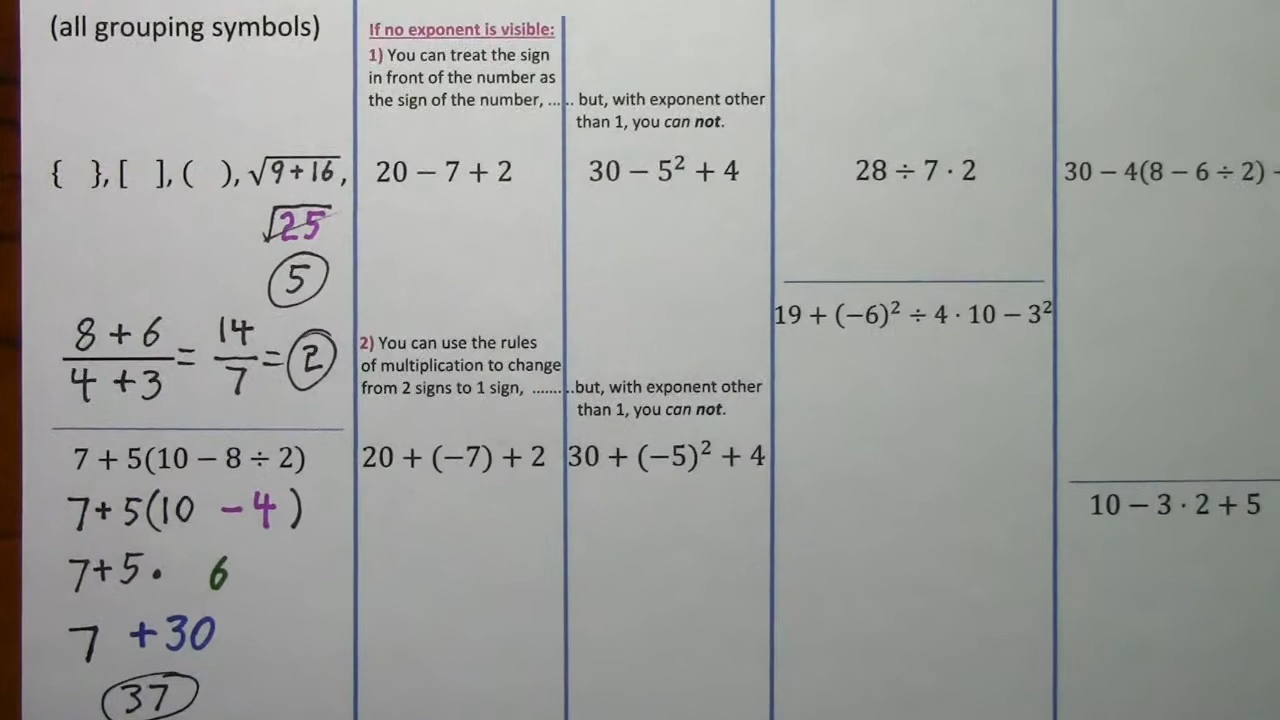 (all grouping symbols)
{ }, [ ], ( ), √9+16,
√25
5
8 + 6 / 4 + 3 = 14 / 7 = 2
7 + 5(10 − 8 ÷ 2)
7 + 5(10 − 4)
7 + 5 · 6
7 + 30
37
If no exponent is visible:
1) You can treat the sign
in front of the number as
the sign of the number, ...
20 − 7 + 2
2) You can use the rules
of multiplication to change
from 2 signs to 1 sign, .......
20 + (−7) + 2
.. but, with exponent other
than 1, you can not.
30 − 5² + 4
..but, with exponent other
than 1, you can not.
30 + (−5)² + 4
28 ÷ 7 · 2
19 + (−6)² ÷ 4 · 10 − 3²
30 − 4(8 − 6 ÷ 2) -
10 − 3 · 2 + 5